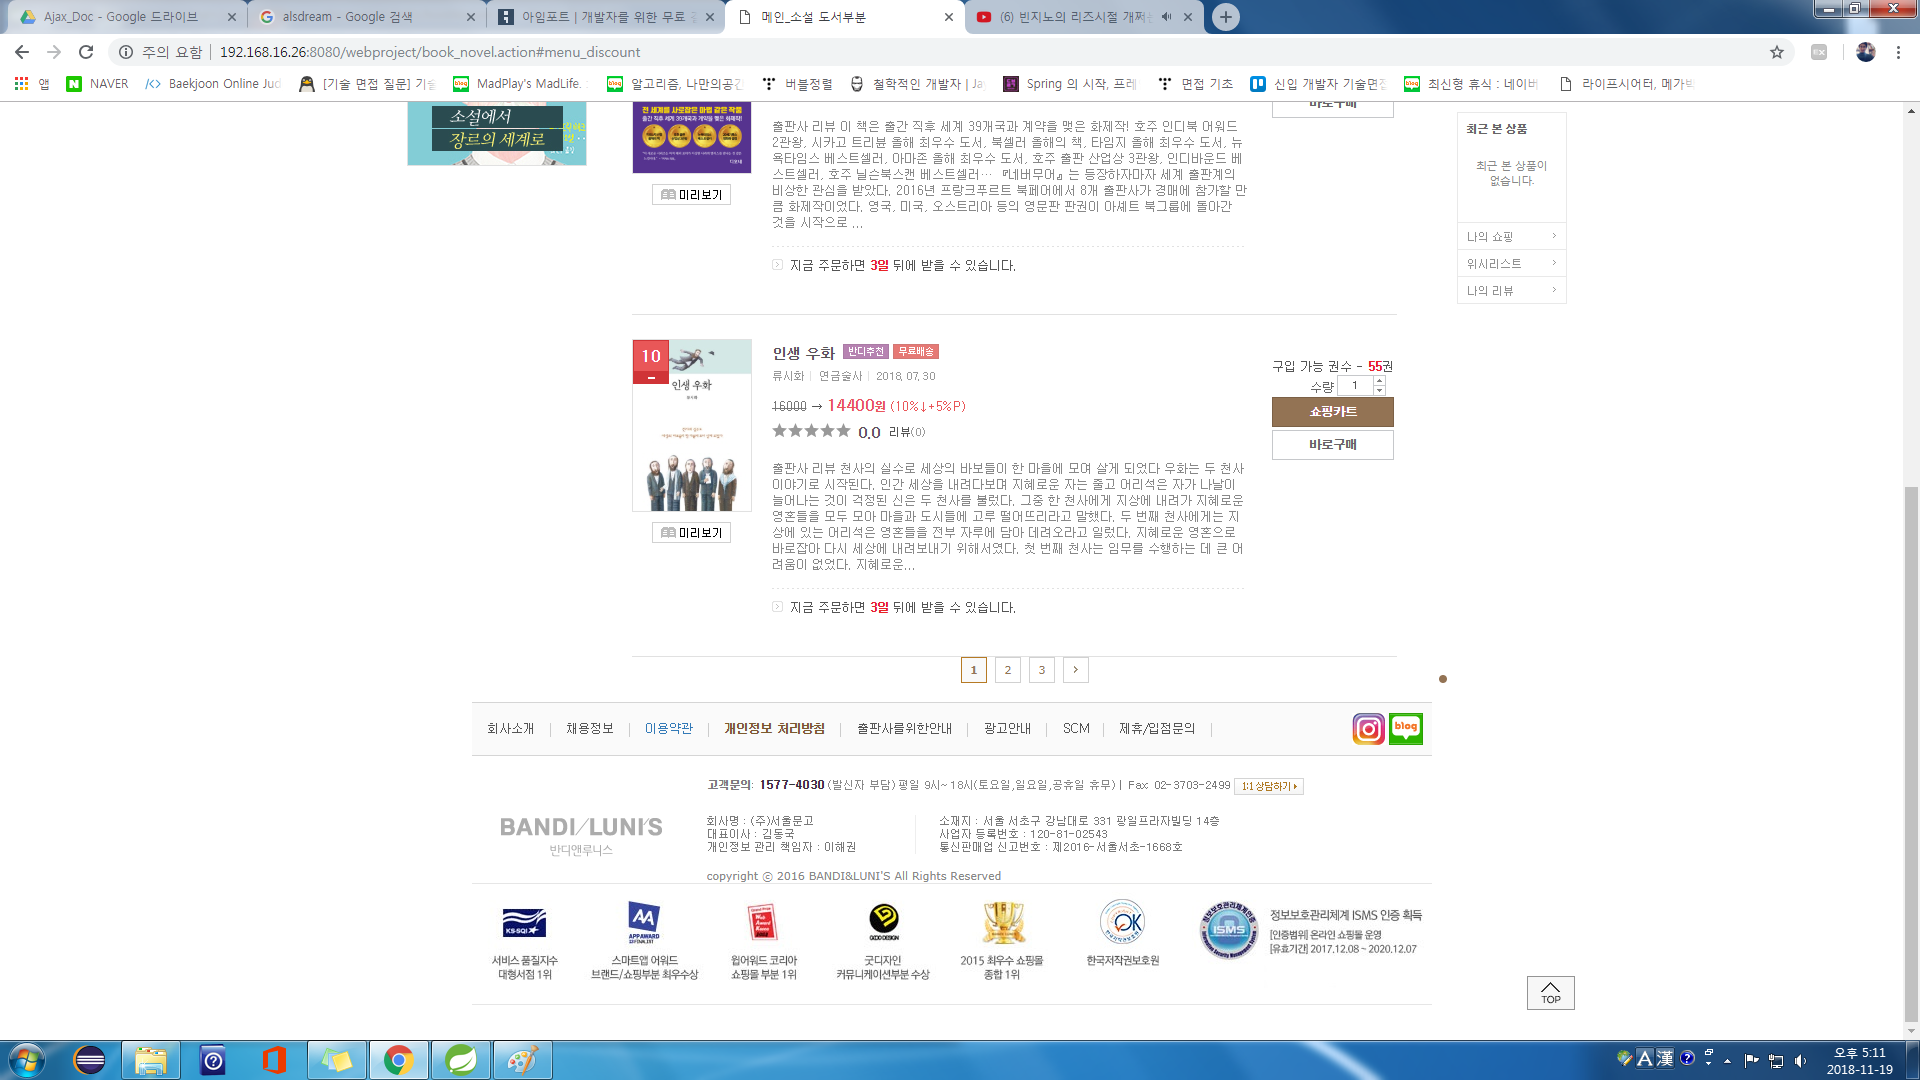 Ajax_Doc - Google 드라이브
alsdream - Google 검색
아임포트 | 개발자를 위한 무료
메인_소설 도서부분
(6) 빈지노의 리즈시절 개쩌
주의 요함 | 192.168.16.26:8080/webproject/book_novel.action#menu_discount
앱
NAVER
Baekjoon Online Jud
[기술 면접 질문] 기술
MadPlay's MadLife.
알고리즘, 나만의공간
버블정렬
철학적인 개발자 | Ja
Spring 의 시작, 프레
면접 기초
신입 개발자 기술면접
최신형 휴식 : 네이버
라이프시어터, 메가박
소설에서
장르의 세계로
전 세계를 사로잡은 마법 같은 작품
출간 직후 세계 39개국과 계약을 맺은 화제작!
미리보기
출판사 리뷰 이 책은 출간 직후 세계 39개국과 계약을 맺은 화제작! 호주 인디북 어워드
2관왕, 시카고 트리뷴 올해 최우수 도서, 북셀러 올해의 책, 타임지 올해 최우수 도서, 뉴
욕타임스 베스트셀러, 아마존 올해 최우수 도서, 호주 출판 산업상 3관왕, 인디바운드 베
스트셀러, 호주 닐슨북스캔 베스트셀러… 『네버무어』는 등장하자마자 세계 출판계의
비상한 관심을 받았다. 2016년 프랑크푸르트 북페어에서 8개 출판사가 경매에 참가할 만
큼 화제작이었다. 영국, 미국, 오스트리아 등의 영문판 판권이 아셰트 북그룹에 돌아간
것을 시작으로 ...
지금 주문하면 3일 뒤에 받을 수 있습니다.
바로구매
최근 본 상품
최근 본 상품이
없습니다.
나의 쇼핑
위시리스트
나의 리뷰
10
인생 우화
미리보기
인생 우화 반디추천 무료배송
류시화 | 연금술사 | 2018. 07. 30
16000 → 14400원 (10%↓+5%P)
★★★★★ 0.0 리뷰(0)
출판사 리뷰 천사의 실수로 세상의 바보들이 한 마을에 모여 살게 되었다 우화는 두 천사
이야기로 시작된다. 인간 세상을 내려다보며 지혜로운 자는 줄고 어리석은 자가 나날이
늘어나는 것이 걱정된 신은 두 천사를 불렀다. 그중 한 천사에게 지상에 내려가 지혜로운
영혼들을 모두 모아 마을과 도시들에 고루 떨어뜨리라고 말했다. 두 번째 천사에게는 지
상에 있는 어리석은 영혼들을 전부 자루에 담아 데려오라고 일렀다. 지혜로운 영혼으로
바로잡아 다시 세상에 내려보내기 위해서였다. 첫 번째 천사는 임무를 수행하는 데 큰 어
려움이 없었다. 지혜로운...
지금 주문하면 3일 뒤에 받을 수 있습니다.
구입 가능 권수 - 55권
수량 1
쇼핑카트
바로구매
1 2 3 >
회사소개 | 채용정보 | 이용약관 | 개인정보 처리방침 | 출판사를위한안내 | 광고안내 | SCM | 제휴/입점문의 |
blog
고객문의: 1577-4030 (발신자 부담) 평일 9시~18시(토요일,일요일,공휴일 휴무) | Fax: 02-3703-2499 1:1 상담하기
BANDI/LUNI'S
반디앤루니스
회사명 : (주)서울문고
대표이사 : 김동국
개인정보 관리 책임자 : 이해권
소재지 : 서울 서초구 강남대로 331 광일프라자빌딩 14층
사업자 등록번호 : 120-81-02543
통신판매업 신고번호 : 제2016-서울서초-1668호
copyright ⓒ 2016 BANDI&LUNI'S All Rights Reserved
KS-SQI
서비스 품질지수
대형서점 1위
AA
APP AWARD
스마트앱 어워드
브랜드/쇼핑부분 최우수상
웹어워드 코리아
쇼핑몰 부분 1위
GOOD DESIGN
굿디자인
커뮤니케이션부분 수상
2015 최우수 쇼핑몰
종합 1위
OK
한국저작권보호원
ISMS
정보보호관리체계 ISMS 인증 획득
[인증범위] 온라인 쇼핑몰 운영
[유효기간] 2017.12.08 ~ 2020.12.07
TOP
A 漢
오후 5:11
2018-11-19